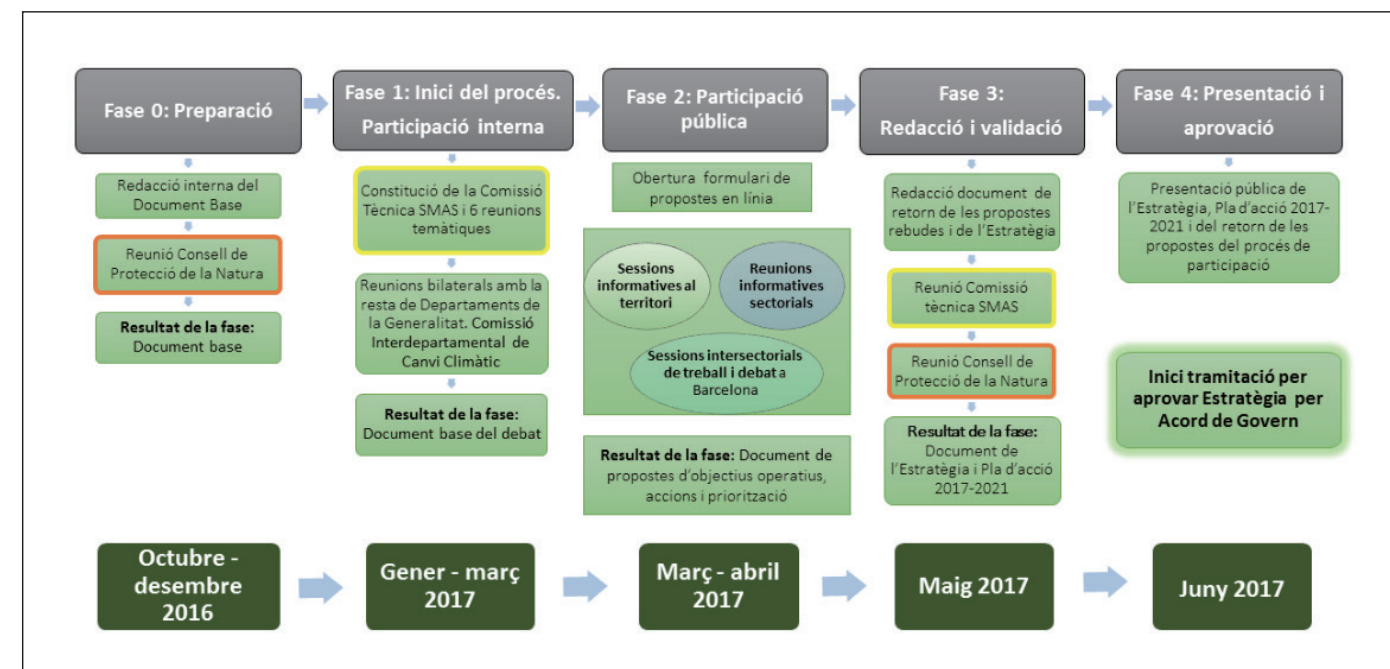 Fase 0: Preparació
Redacció interna del
Document Base
Reunió Consell de
Protecció de la Natura
Resultat de la fase:
Document base
Octubre -
desembre
2016
Fase 1: Inici del procés.
Participació interna
Constitució de la Comissió
Tècnica SMAS i 6 reunions
temàtiques
Reunions bilaterals amb la
resta de Departaments de
la Generalitat. Comissió
Interdepartamental de
Canvi Climàtic
Resultat de la fase:
Document base del debat
Gener - març
2017
Fase 2: Participació
pública
Obertura formulari de
propostes en línia
Sessions
informatives al
territori
Reunions
informatives
sectorials
Sessions intersectorials
de treball i debat a
Barcelona
Resultat de la fase: Document de
propostes d'objectius operatius,
accions i priorització
Març - abril
2017
Fase 3:
Redacció i validació
Redacció document de
retorn de les propostes
rebudes i de l'Estratègia
Reunió Comissió
tècnica SMAS
Reunió Consell de
Protecció de la Natura
Resultat de la fase:
Document de
l'Estratègia i Pla d'acció
2017-2021
Maig 2017
Fase 4: Presentació i
aprovació
Presentació pública de
l'Estratègia, Pla d'acció 2017-
2021 i del retorn de les
propostes del procés de
participació
Inici tramitació per
aprovar Estratègia per
Acord de Govern
Juny 2017